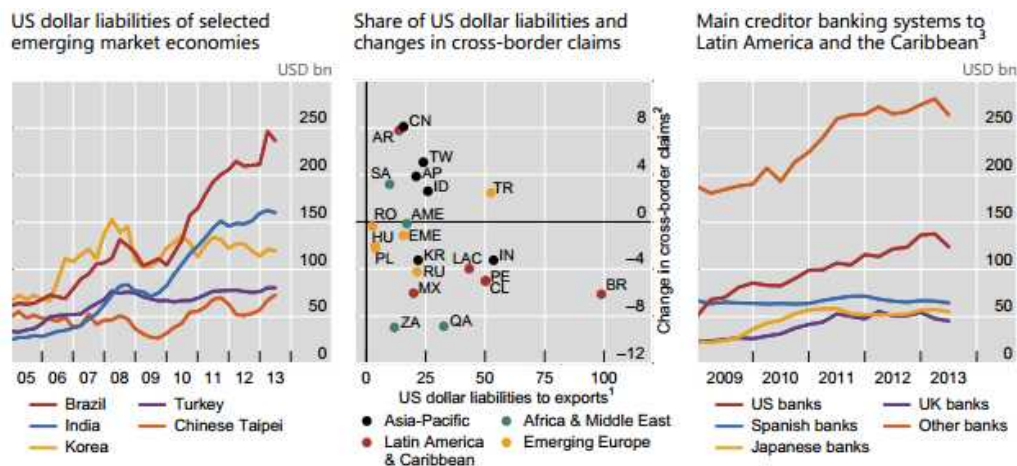 US dollar liabilities of selected
emerging market economies
USD bn
250
200
150
100
50
0
05 06 07 08 09 10 11 12 13
Brazil
India
Korea
Turkey
Chinese Taipei
Share of US dollar liabilities and
changes in cross-border claims
CN
AR
TW
AP
SA
ID
TR
RO
AME
HU
EME
PL
KR
LAC
IN
RU
PE
MX
CL
BR
ZA
QA
8
4
0
–4
–8
–12
Change in cross-border claims²
0 25 50 75 100
US dollar liabilities to exports¹
Asia-Pacific
Latin America
& Caribbean
Africa & Middle East
Emerging Europe
Main creditor banking systems to
Latin America and the Caribbean³
USD bn
250
200
150
100
50
0
2009 2010 2011 2012 2013
US banks
Spanish banks
Japanese banks
UK banks
Other banks